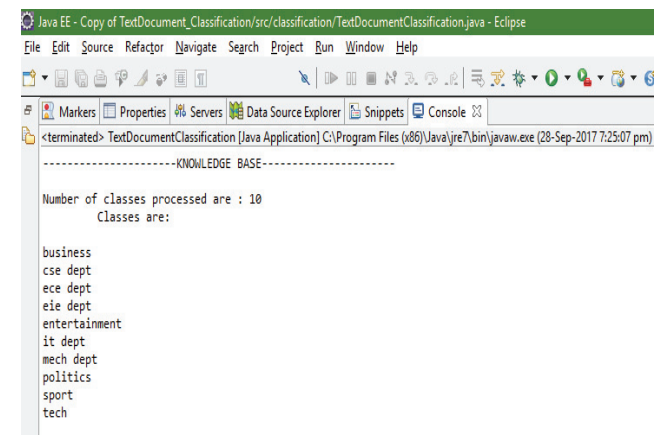 Java EE - Copy of TextDocument_Classification/src/classification/TextDocumentClassification.java - Eclipse
File Edit Source Refactor Navigate Search Project Run Window Help
Markers Properties Servers Data Source Explorer Snippets Console
<terminated> TextDocumentClassification [Java Application] C:\Program Files (x86)\Java\jre7\bin\javaw.exe (28-Sep-2017 7:25:07 pm)
----------------------KNOWLEDGE BASE----------------------
Number of classes processed are : 10
Classes are:
business
cse dept
ece dept
eie dept
entertainment
it dept
mech dept
politics
sport
tech